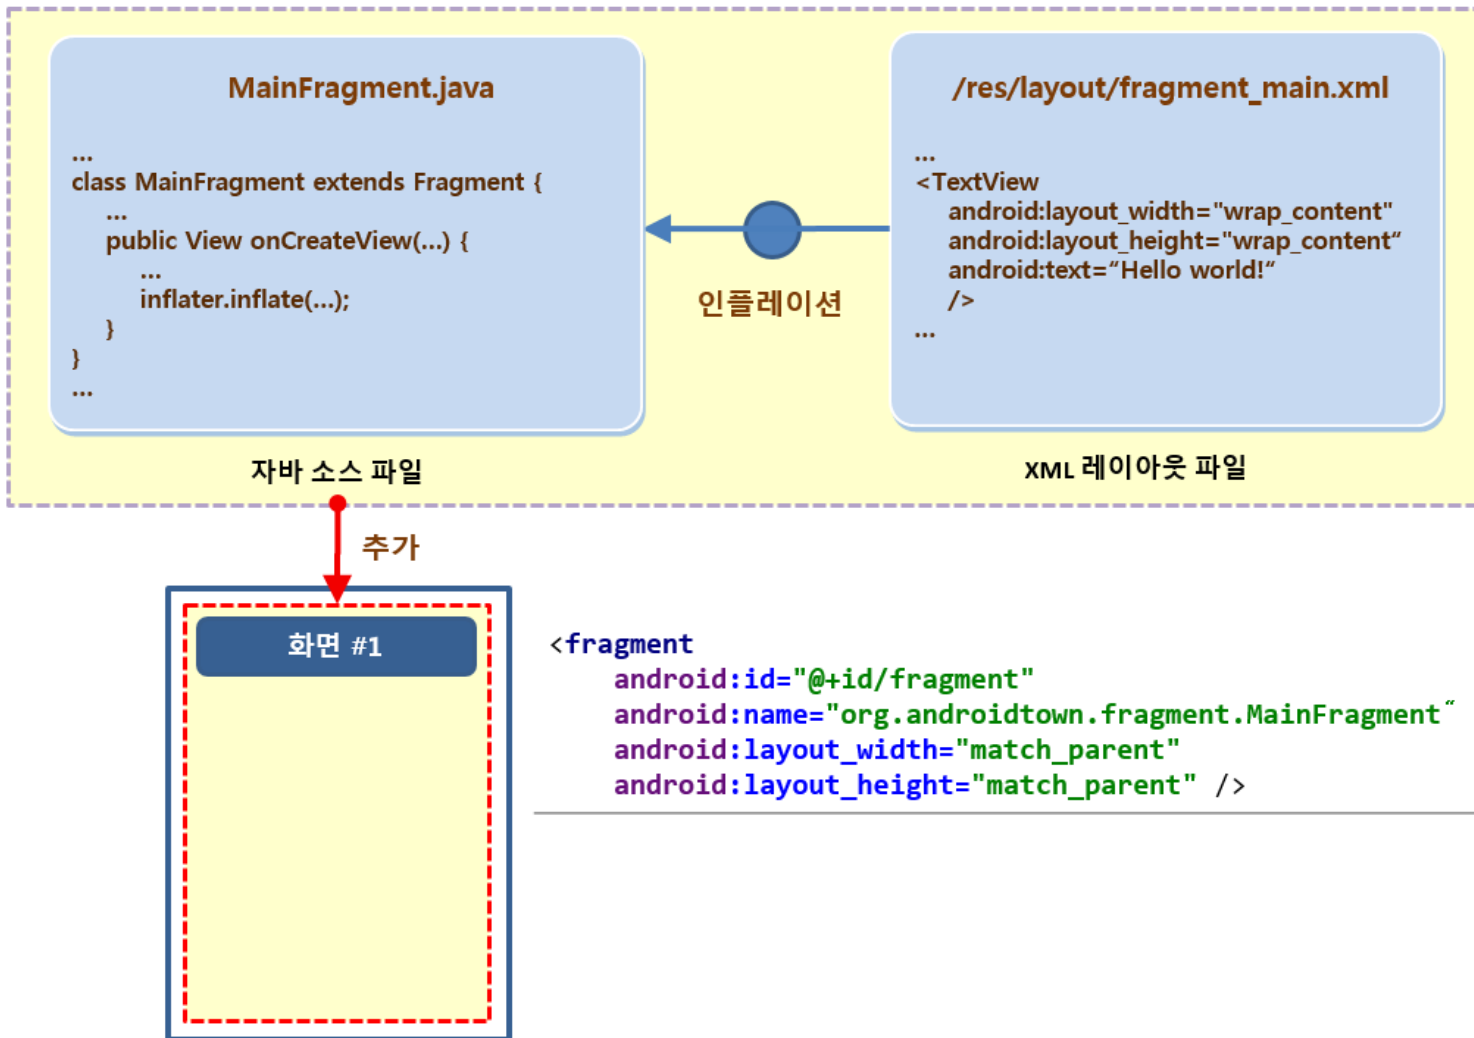 MainFragment.java
...
class MainFragment extends Fragment {
...
public View onCreateView(...) {
...
inflater.inflate(...);
}
}
...
자바 소스 파일
인플레이션
/res/layout/fragment_main.xml
...
<TextView
android:layout_width="wrap_content"
android:layout_height="wrap_content“
android:text=“Hello world!“
/>
...
XML 레이아웃 파일
추가
화면 #1
<fragment
android:id="@+id/fragment"
android:name="org.androidtown.fragment.MainFragment″
android:layout_width="match_parent"
android:layout_height="match_parent" />